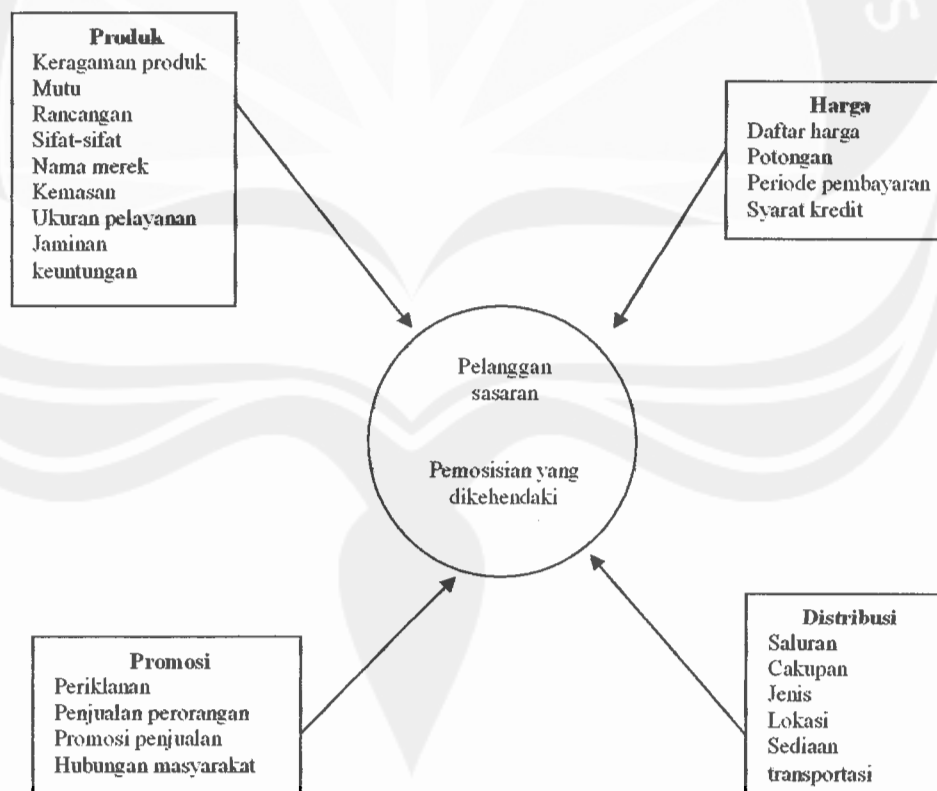 Produk
Keragaman produk
Mutu
Rancangan
Sifat-sifat
Nama merek
Kemasan
Ukuran pelayanan
Jaminan
keuntungan
Harga
Daftar harga
Potongan
Periode pembayaran
Syarat kredit
Pelanggan
sasaran
Pemosisian yang
dikehendaki
Promosi
Periklanan
Penjualan perorangan
Promosi penjualan
Hubungan masyarakat
Distribusi
Saluran
Cakupan
Jenis
Lokasi
Sediaan
transportasi